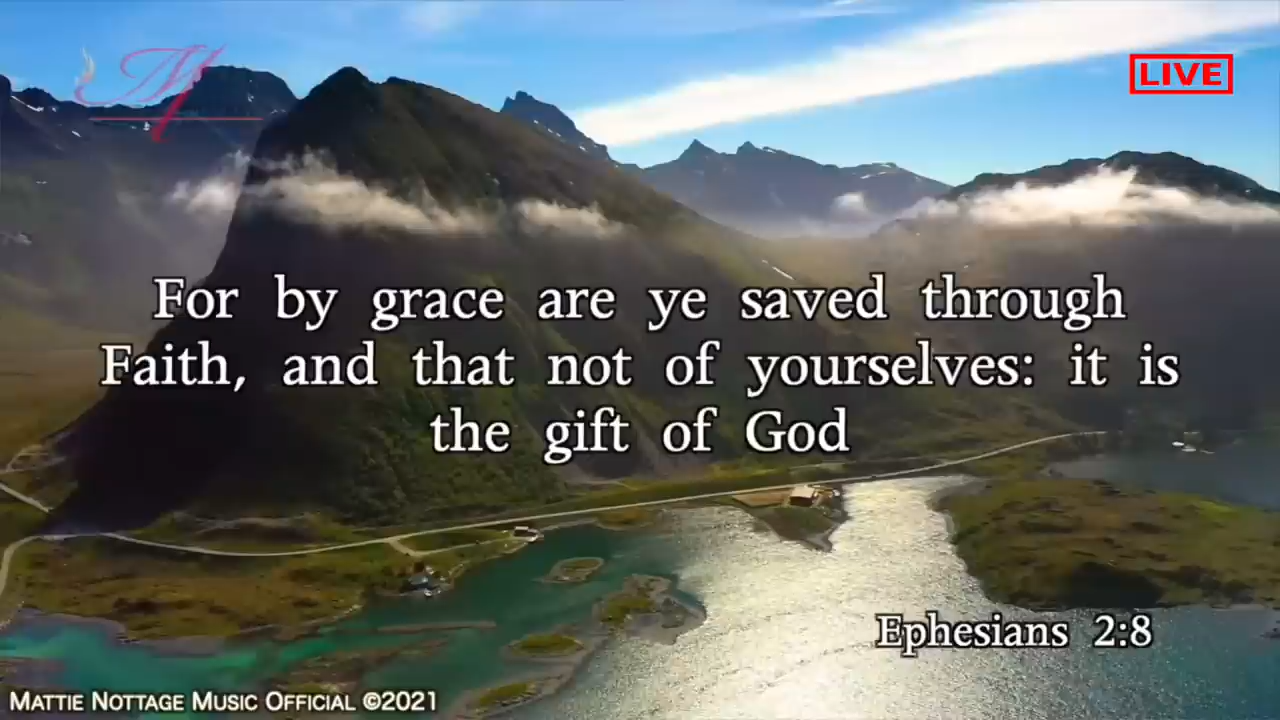 LIVE
For by grace are ye saved through
Faith, and that not of yourselves: it is
the gift of God
Ephesians 2:8
MATTIE NOTTAGE MUSIC OFFICIAL ©2021